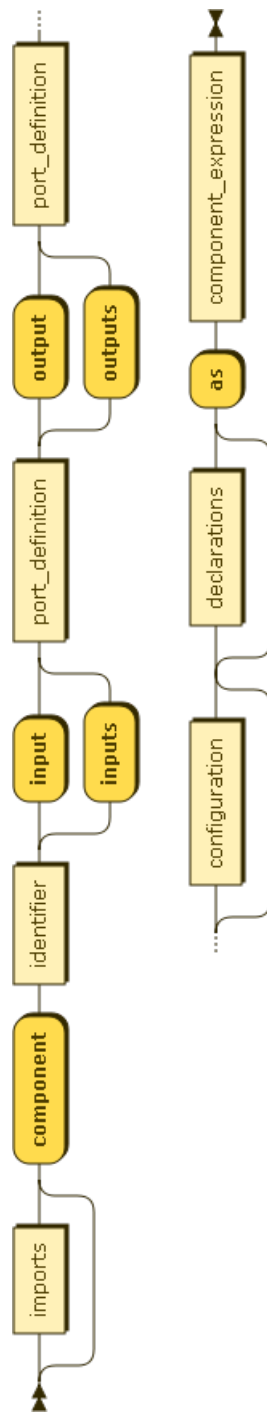 imports
component
identifier
input
inputs
port_definition
output
outputs
port_definition
configuration
declarations
as
component_expression